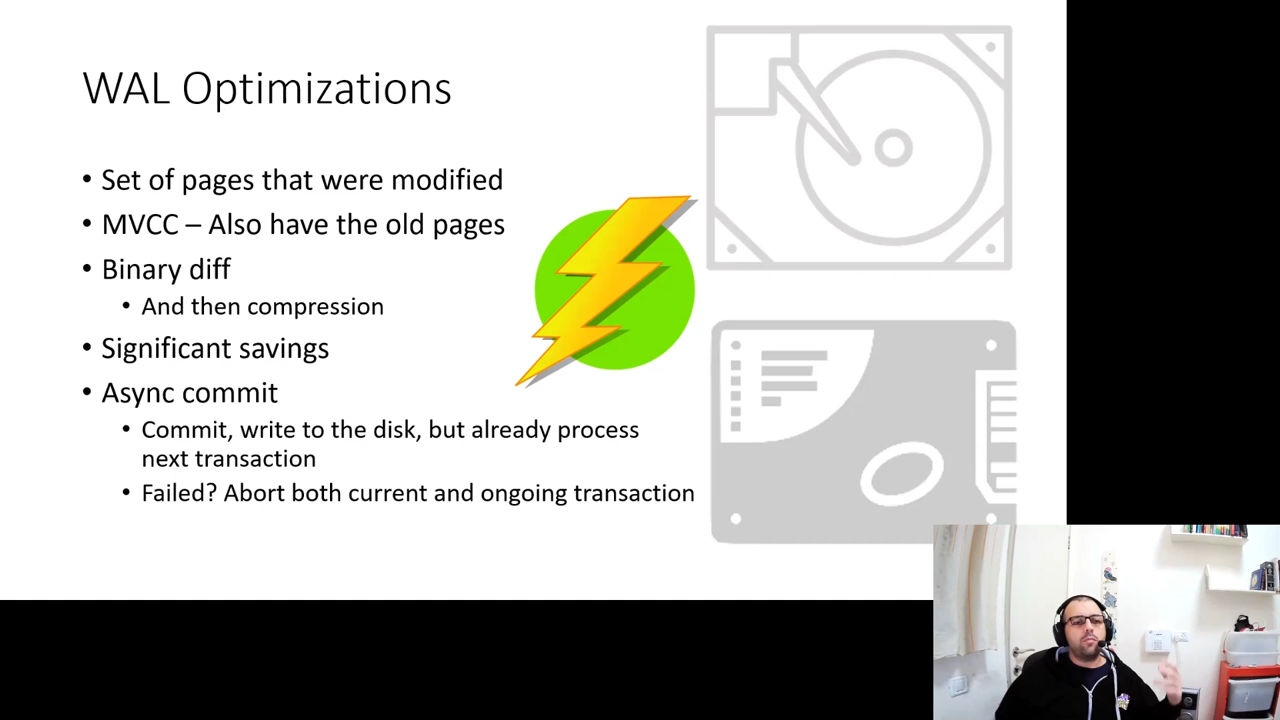 WAL Optimizations
• Set of pages that were modified
• MVCC – Also have the old pages
• Binary diff
• And then compression
• Significant savings
• Async commit
• Commit, write to the disk, but already process
next transaction
• Failed? Abort both current and ongoing transaction